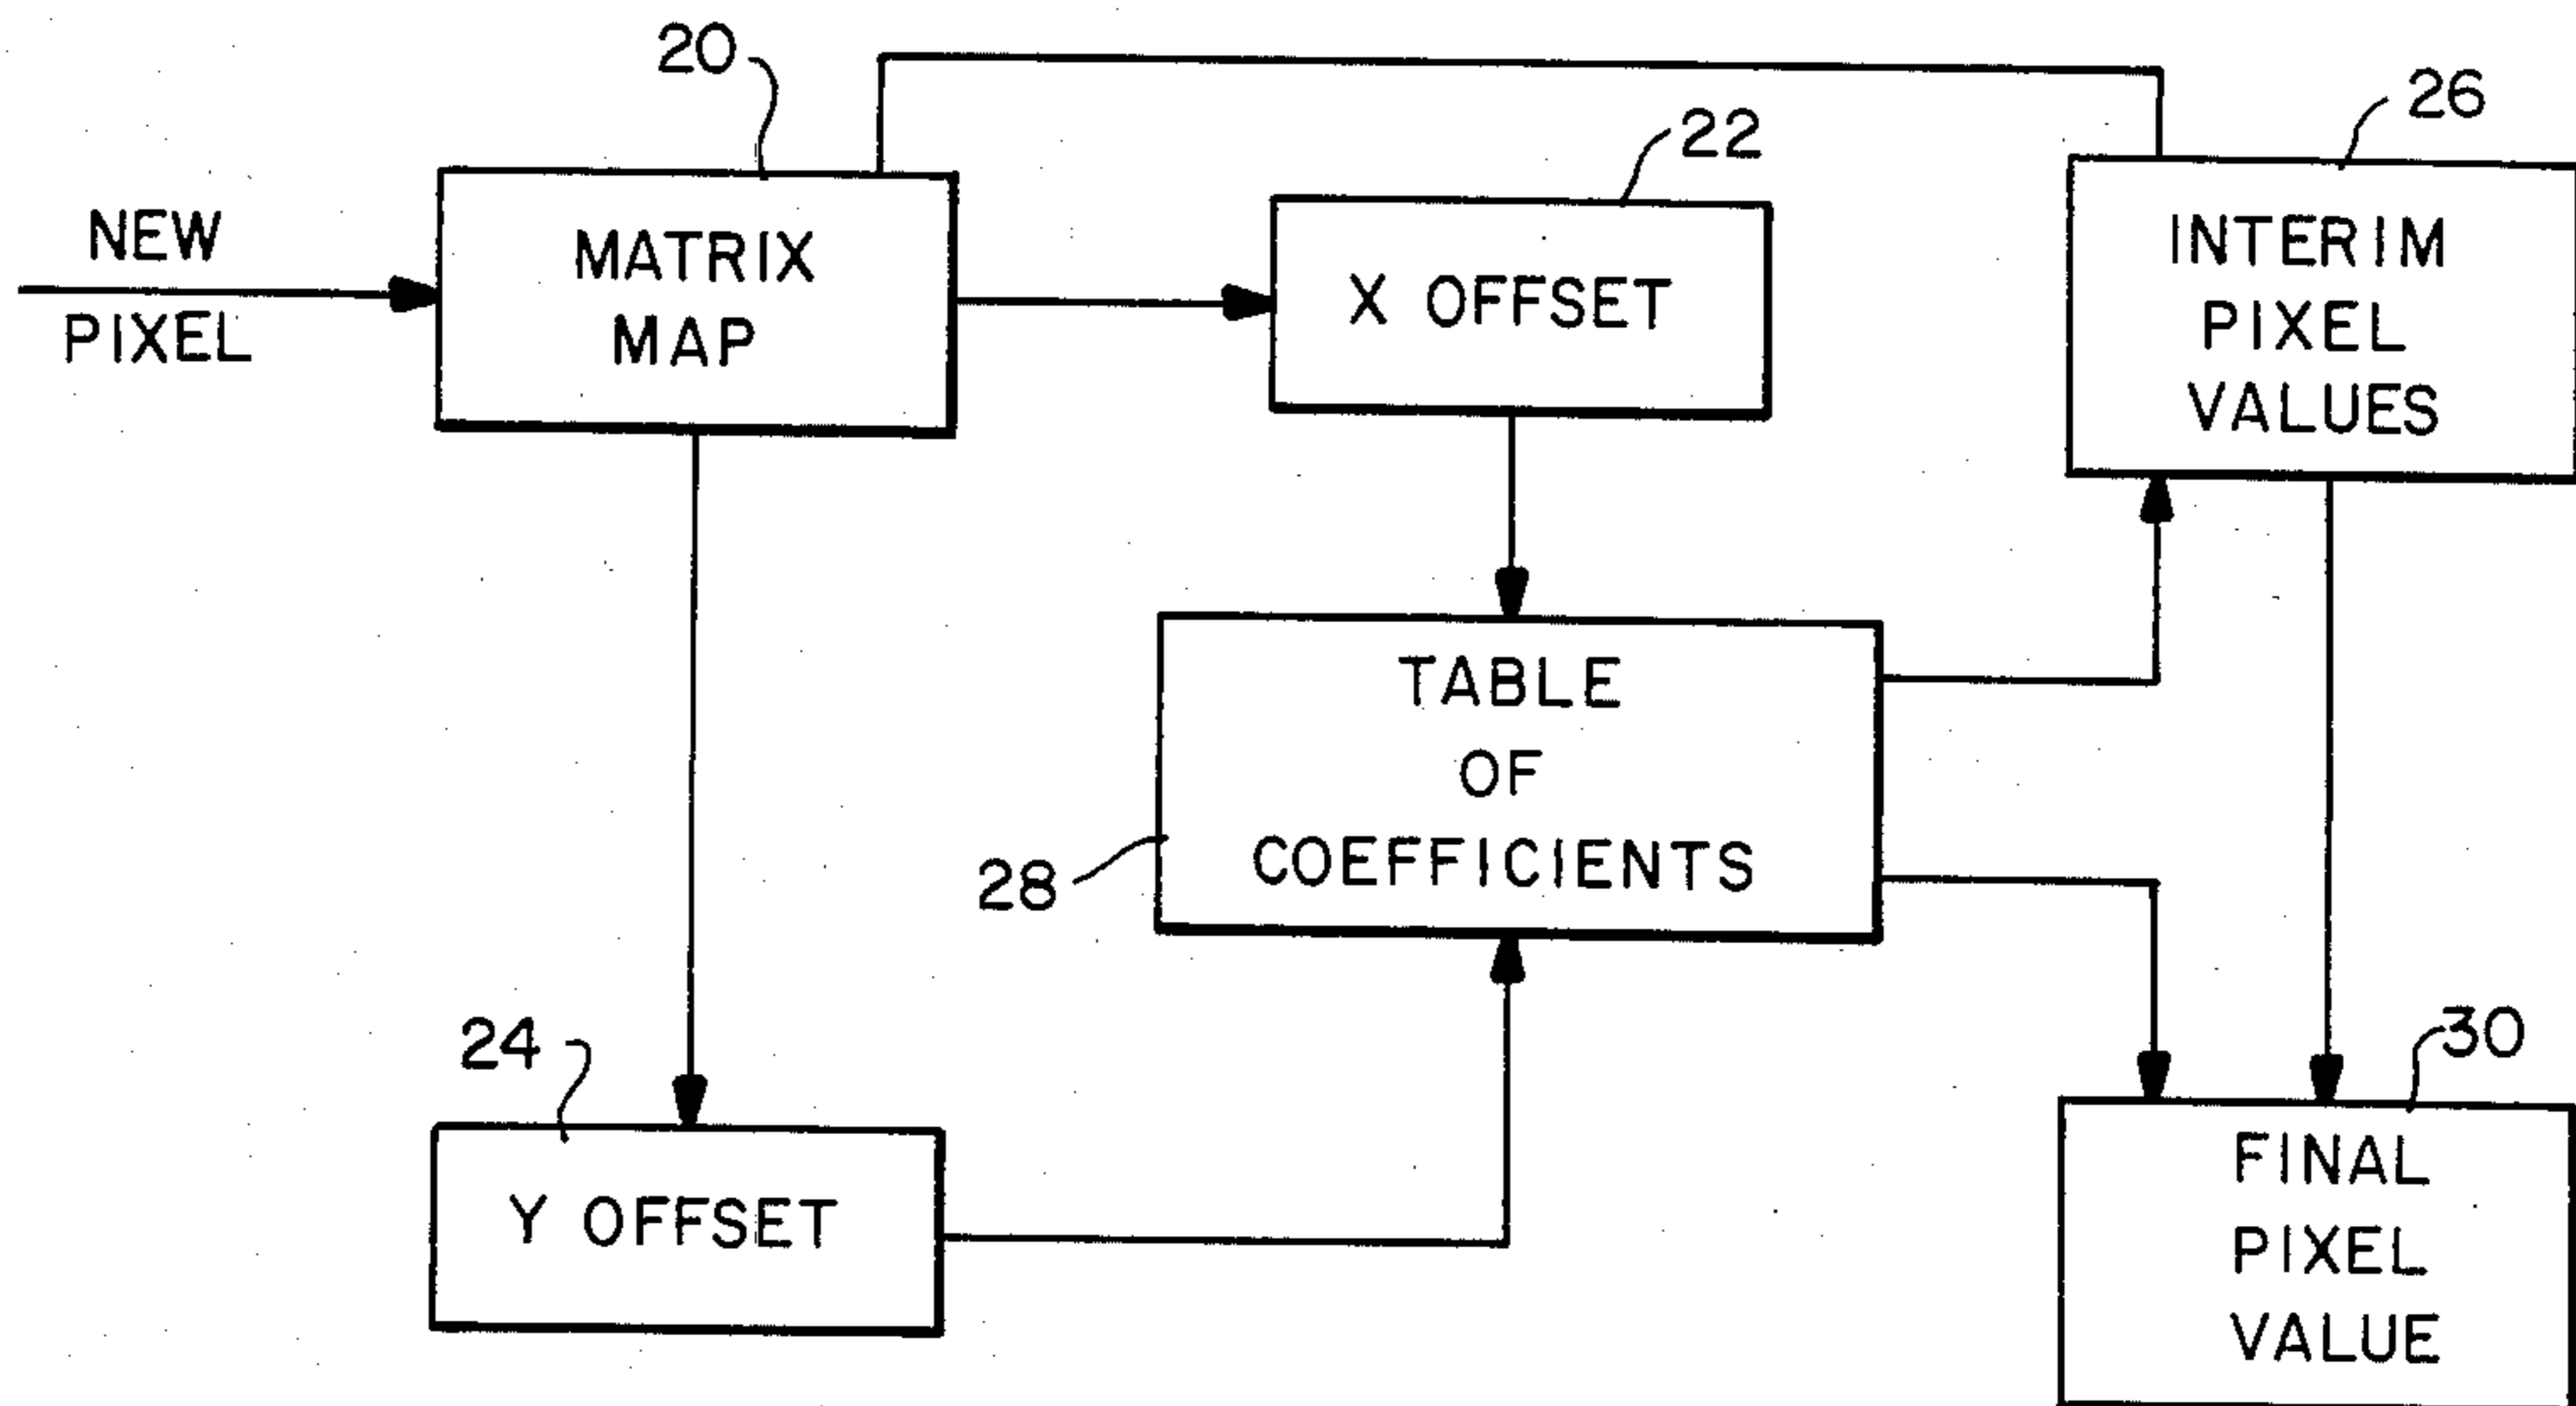 20
NEW
PIXEL
MATRIX
MAP
22
X OFFSET
26
INTERIM
PIXEL
VALUES
TABLE
OF
COEFFICIENTS
28
24
Y OFFSET
30
FINAL
PIXEL
VALUE